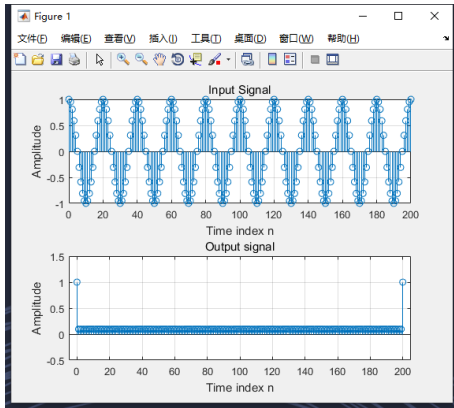 Figure 1
文件(F) 编辑(E) 查看(V) 插入(I) 工具(T) 桌面(D) 窗口(W) 帮助(H)
Input Signal
1
0.5
0
-0.5
-1
Amplitude
0 20 40 60 80 100 120 140 160 180 200
Time index n
Output signal
1.5
1
0.5
0
-0.5
Amplitude
0 20 40 60 80 100 120 140 160 180 200
Time index n